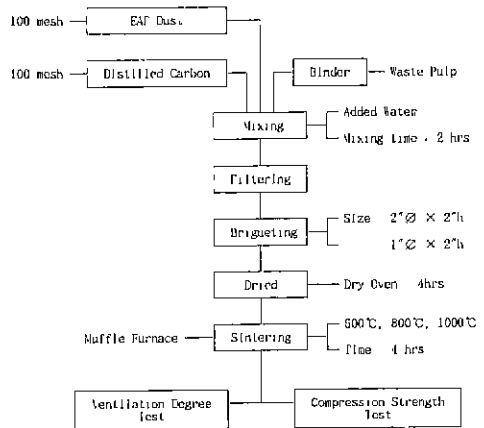 100 mesh
EAF Dust
100 mesh
Distilled Carbon
Binder
Waste Pulp
Mixing
Added Water
Mixing time . 2 hrs
Filtering
Brigueting
Size 2"Ø × 2"h
1"Ø × 2"h
Dried
Dry Oven 4hrs
Muffle Furnace
Sintering
600℃, 800℃, 1000℃
Time 4 hrs
Ventilation Degree
Test
Compression Strength
Test